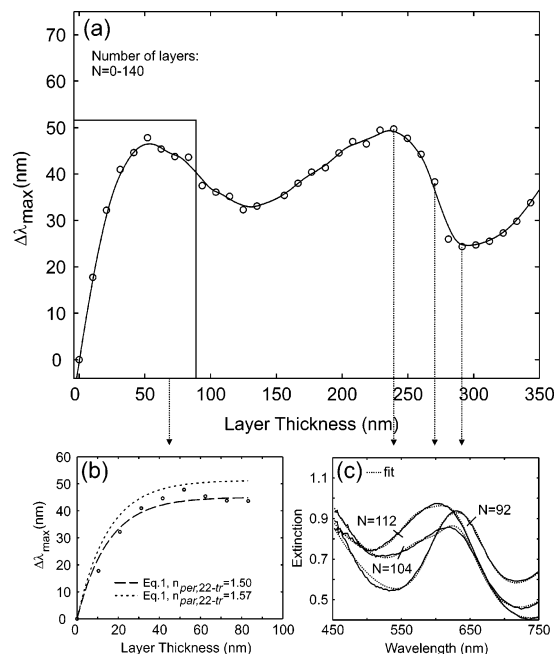 (a)
Number of layers:
N=0-140
70
60
50
40
30
20
10
0
Δλmax(nm)
0 50 100 150 200 250 300 350
Layer Thickness (nm)
(b)
60
50
40
30
20
10
0
Δλmax(nm)
Eq.1, nper,22-tr=1.50
Eq.1, npar,22-tr=1.57
0 20 40 60 80 100
Layer Thickness (nm)
(c)
fit
1.1
0.9
0.7
0.5
Extinction
N=92
N=112
N=104
450 550 650 750
Wavelength (nm)